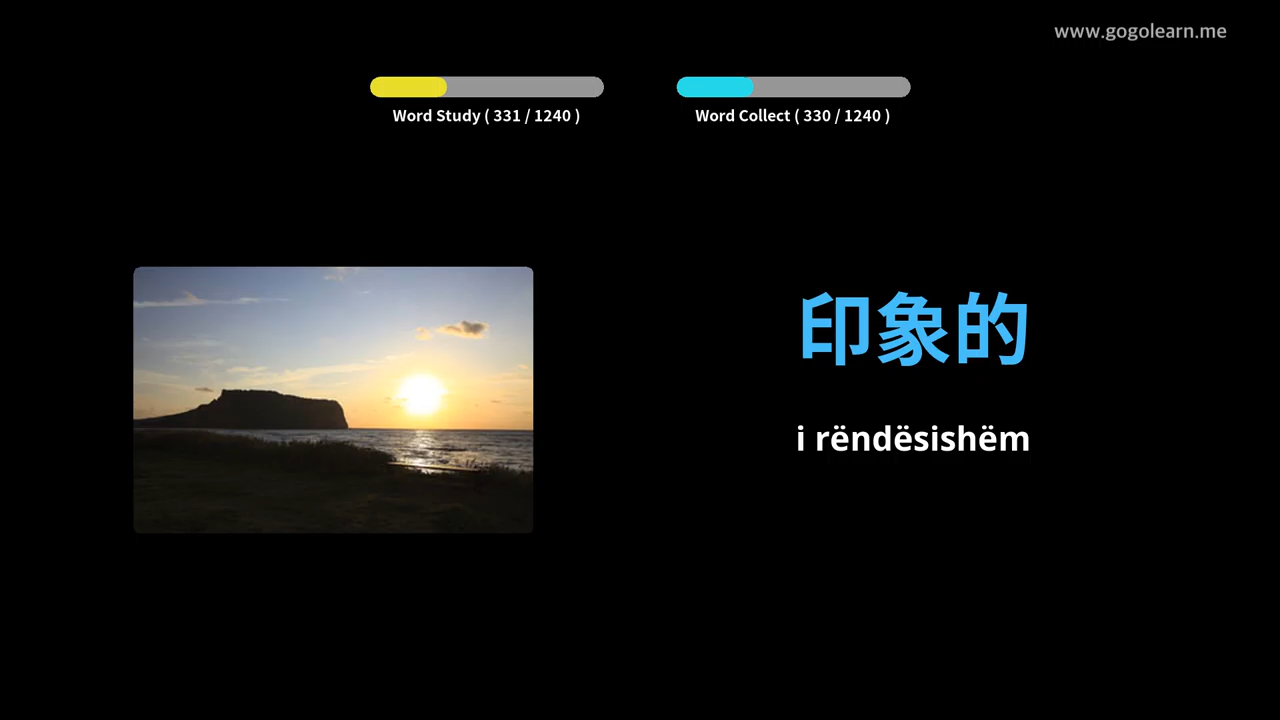 www.gogolearn.me
Word Study ( 331 / 1240 )
Word Collect ( 330 / 1240 )
印象的
i rëndësishëm